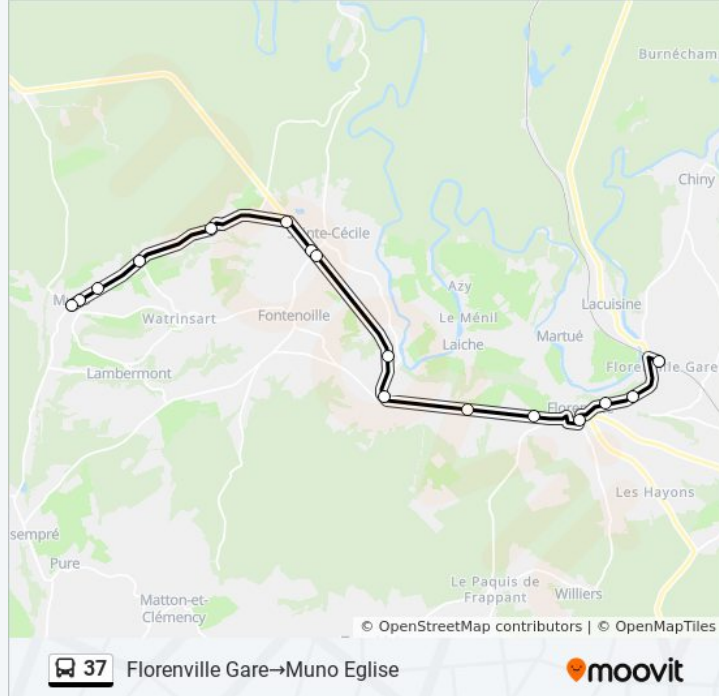 Burnécham
Chiny
Sainte-Cécile
Azy
Lacuisine
Watrinsart
Fontenoille
Le Ménil
Martué
Laiche
Lambermont
Florenville Gare
Les Hayons
sempré
Pure
Le Paquis de
Frappant
Williers
Matton-et-
Clémency
© OpenStreetMap contributors | © OpenMapTiles
37 Florenville Gare→Muno Eglise
moovit